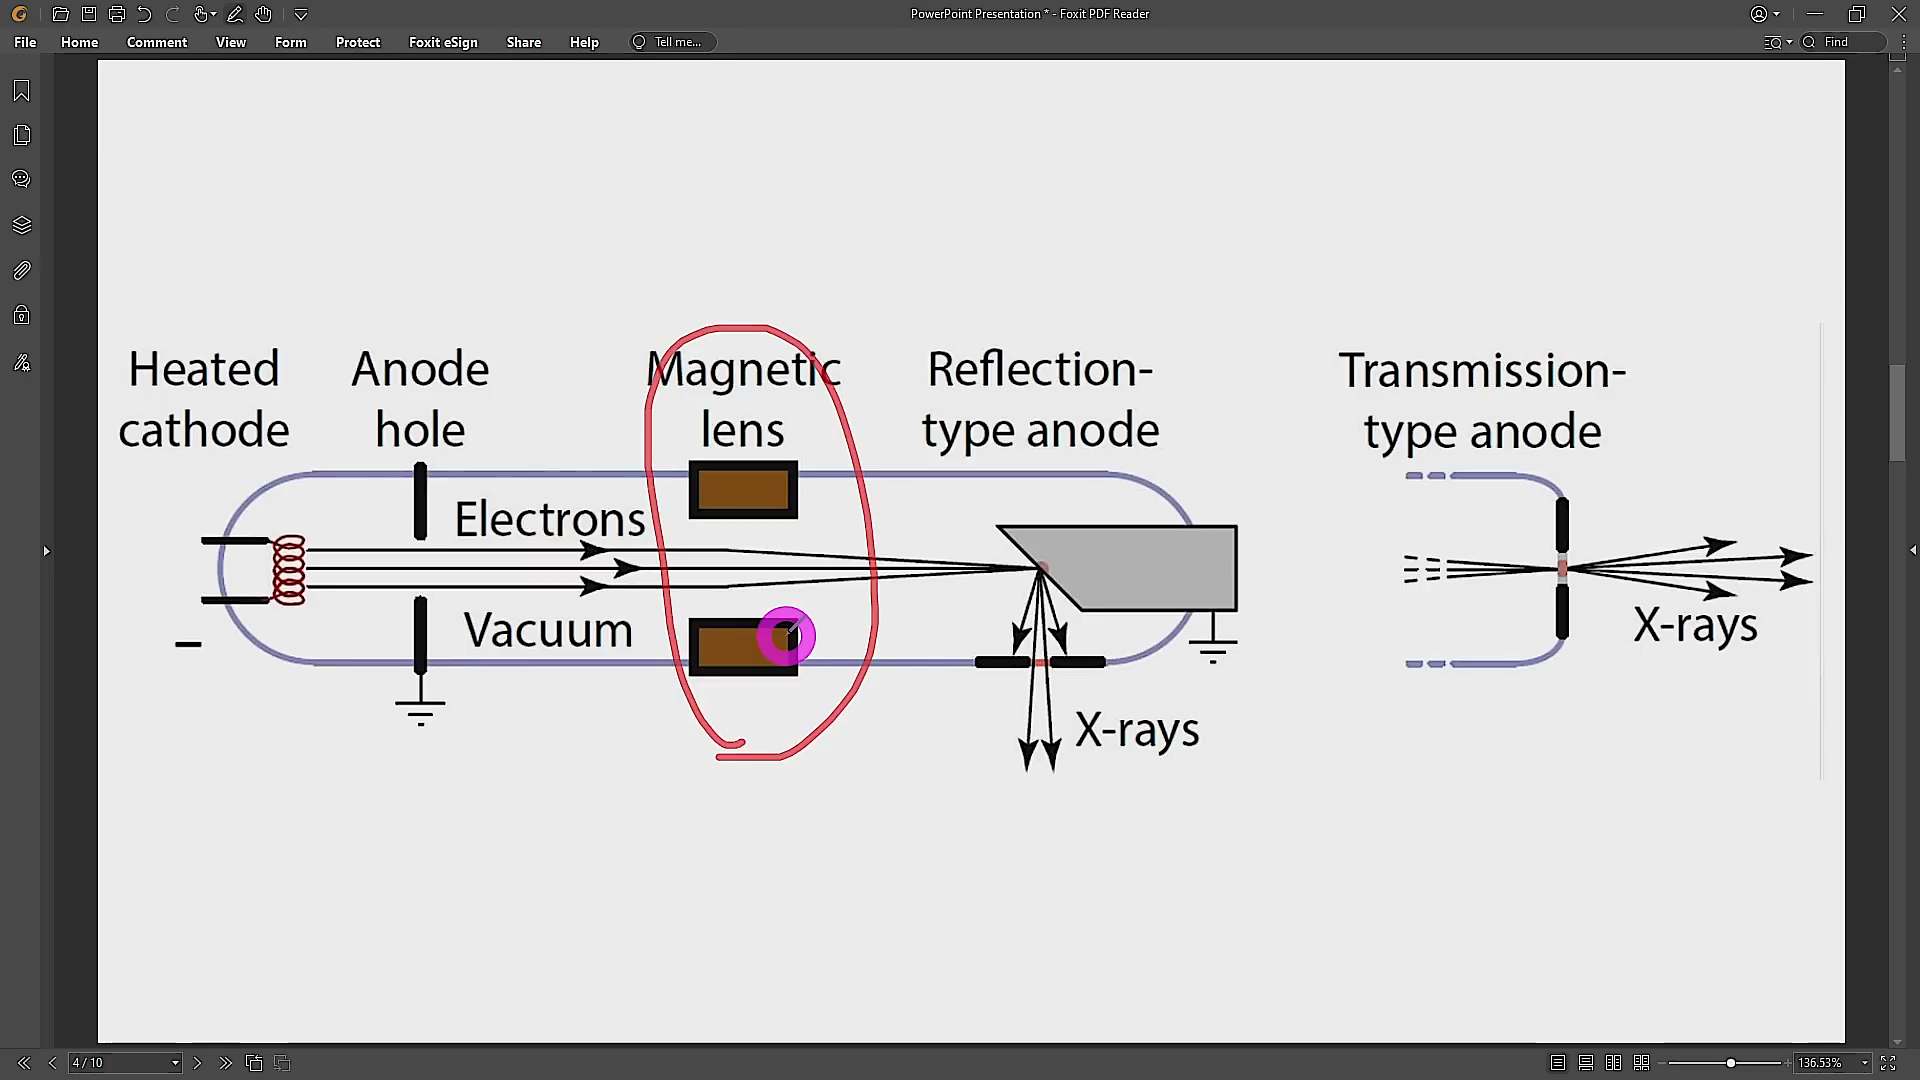 PowerPoint Presentation * - Foxit PDF Reader
File Home Comment View Form Protect Foxit eSign Share Help Tell me... Find
Heated cathode
Anode hole
Magnetic lens
Reflection-type anode
Transmission-type anode
Electrons
Vacuum
–
X-rays
X-rays
4 / 10
136.53%